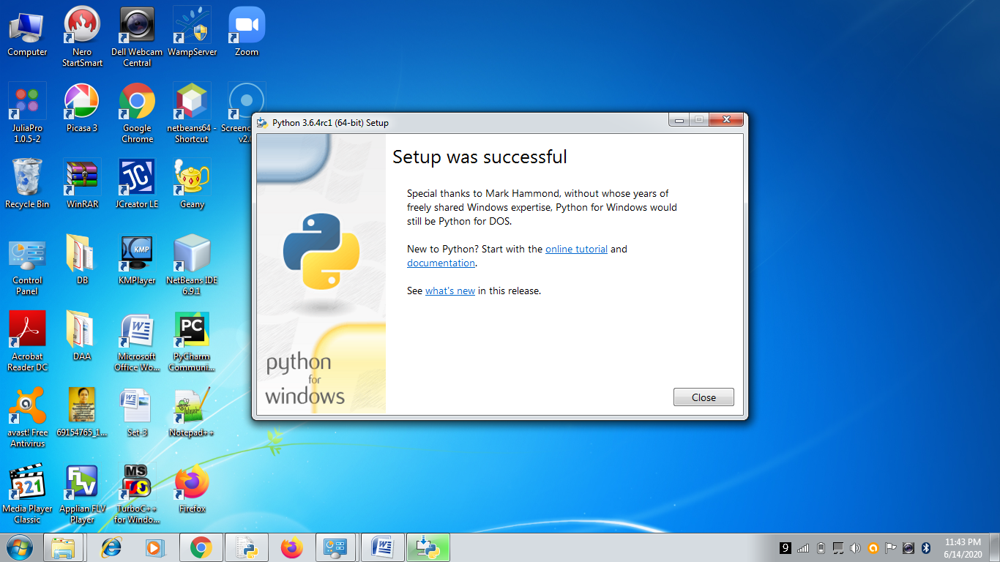 Computer
Nero
StartSmart
Dell Webcam
Central
WampServer
Zoom
JuliaPro
1.0.5-2
Picasa 3
Google
Chrome
netbeans64 -
Shortcut
v2.0
Recycle Bin
WinRAR
JCreator LE
Geany
Control
Panel
DB
KMP
KMPlayer
NetBeans IDE
6.9.1
Acrobat
Reader DC
DAA
Microsoft
Office Wo...
PC
PyCharm
Communi...
avast! Free
Antivirus
69154765_1...
Set-3
Notepad++
321
Media Player
Classic
FLV
Applian FLV
Player
MS
TurboC++
for Windo...
Firefox
Python 3.6.4rc1 (64-bit) Setup
Setup was successful
Special thanks to Mark Hammond, without whose years of
freely shared Windows expertise, Python for Windows would
still be Python for DOS.
New to Python? Start with the online tutorial and
documentation.
See what's new in this release.
python
for
windows
Close
9
11:43 PM
6/14/2020